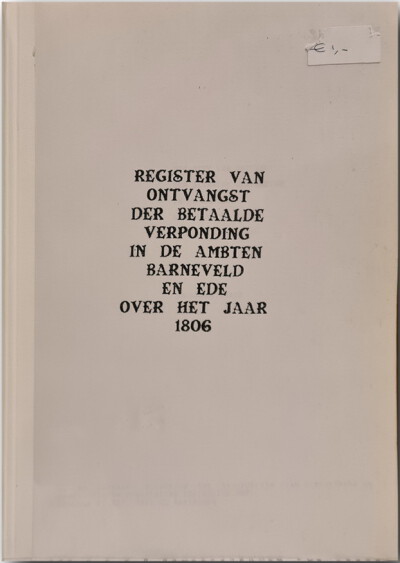 REGISTER VAN
ONTVANGST
DER BETAALDE
VERPONDING
IN DE AMBTEN
BARNEVELD
EN EDE
OVER HET JAAR
1806